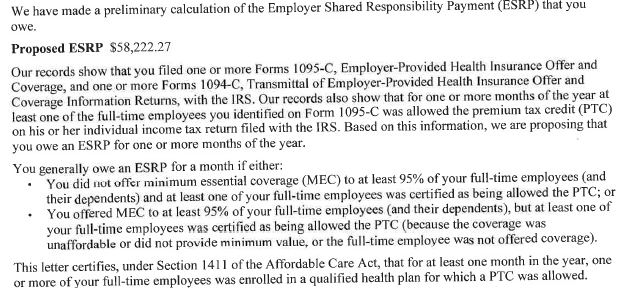 We have made a preliminary calculation of the Employer Shared Responsibility Payment (ESRP) that you
owe.
Proposed ESRP $58,222.27
Our records show that you filed one or more Forms 1095-C, Employer-Provided Health Insurance Offer and
Coverage, and one or more Forms 1094-C, Transmittal of Employer-Provided Health Insurance Offer and
Coverage Information Returns, with the IRS. Our records also show that for one or more months of the year at
least one of the full-time employees you identified on Form 1095-C was allowed the premium tax credit (PTC)
on his or her individual income tax return filed with the IRS. Based on this information, we are proposing that
you owe an ESRP for one or more months of the year.
You generally owe an ESRP for a month if either:
• You did not offer minimum essential coverage (MEC) to at least 95% of your full-time employees (and
their dependents) and at least one of your full-time employees was certified as being allowed the PTC; or
• You offered MEC to at least 95% of your full-time employees (and their dependents), but at least one of
your full-time employees was certified as being allowed the PTC (because the coverage was
unaffordable or did not provide minimum value, or the full-time employee was not offered coverage).
This letter certifies, under Section 1411 of the Affordable Care Act, that for at least one month in the year, one
or more of your full-time employees was enrolled in a qualified health plan for which a PTC was allowed.